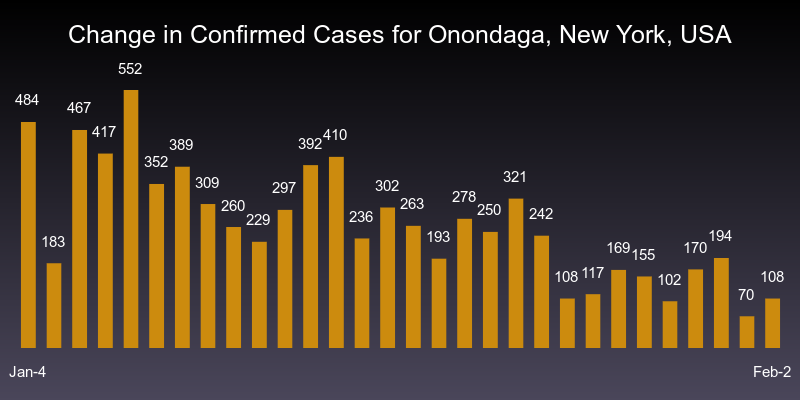 Change in Confirmed Cases for Onondaga, New York, USA
484 183 467 417 552 352 389 309 260 229 297 392 410 236 302 263 193 278 250 321 242 108 117 169 155 102 170 194 70 108
Jan-4 Feb-2